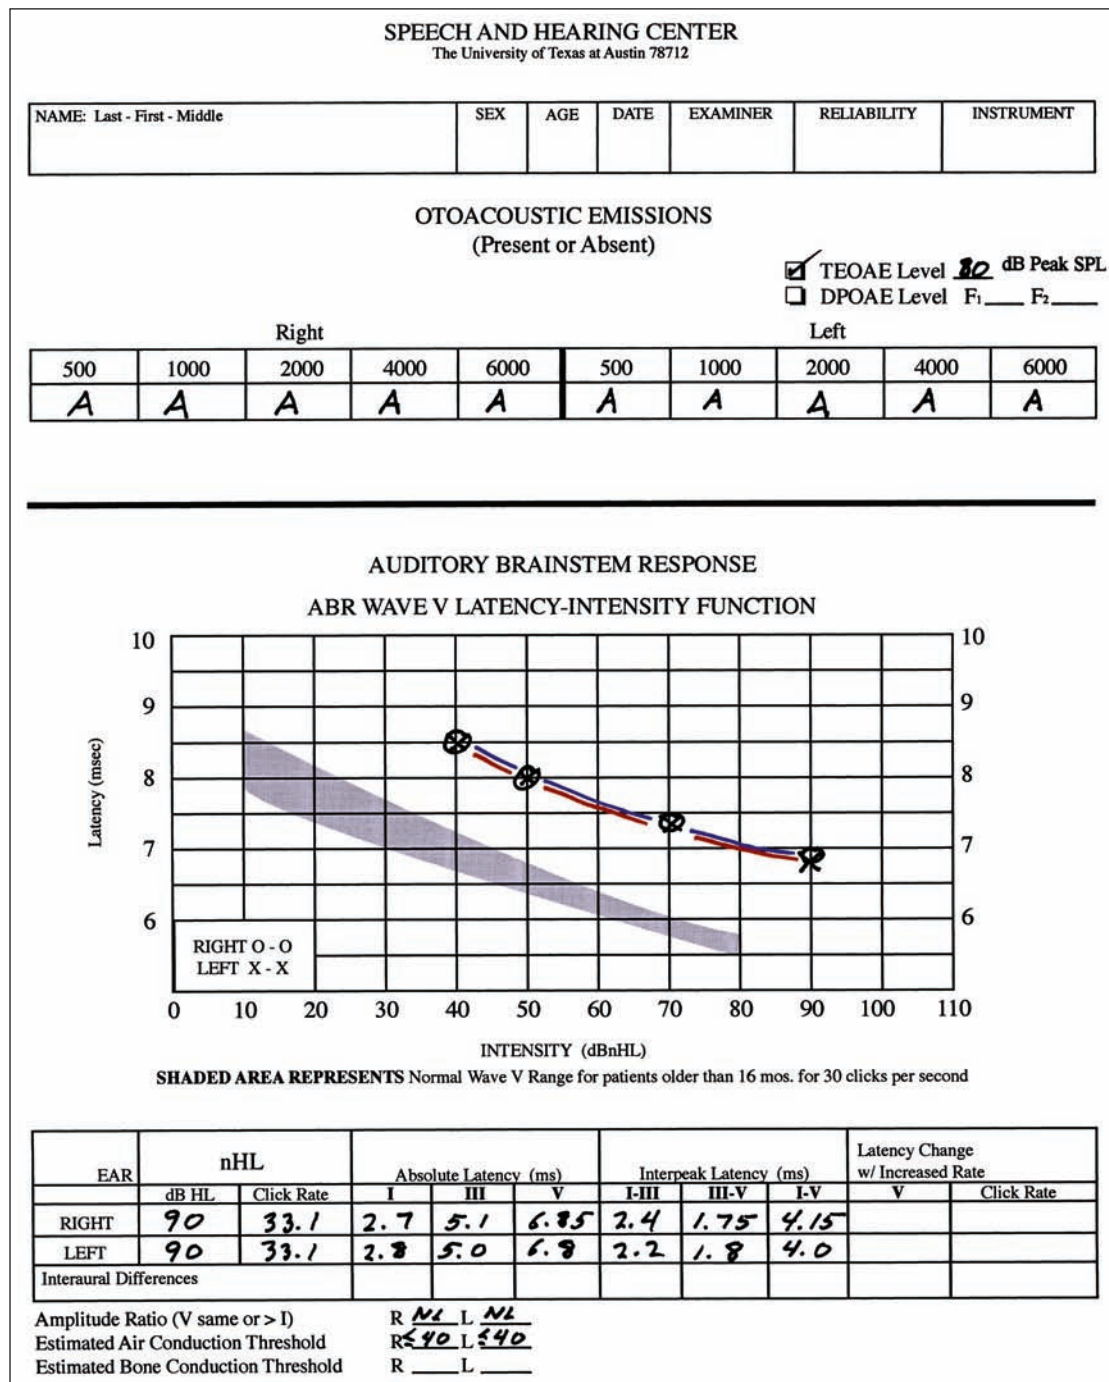 SPEECH AND HEARING CENTER
The University of Texas at Austin 78712
NAME: Last - First - Middle SEX AGE DATE EXAMINER RELIABILITY INSTRUMENT
OTOACOUSTIC EMISSIONS
(Present or Absent)
TEOAE Level 80 dB Peak SPL
DPOAE Level F1 ___ F2 ___
Right Left
500 1000 2000 4000 6000 500 1000 2000 4000 6000
A A A A A A A A A A
AUDITORY BRAINSTEM RESPONSE
ABR WAVE V LATENCY-INTENSITY FUNCTION
10 10
9 9
8 8
7 7
6 6
Latency (msec)
RIGHT O - O
LEFT X - X
0 10 20 30 40 50 60 70 80 90 100 110
INTENSITY (dBnHL)
SHADED AREA REPRESENTS Normal Wave V Range for patients older than 16 mos. for 30 clicks per second
EAR nHL Absolute Latency (ms) Interpeak Latency (ms) Latency Change
w/ Increased Rate
dB HL Click Rate I III V I-III III-V I-V V Click Rate
RIGHT 90 33.1 2.7 5.1 6.85 2.4 1.75 4.15
LEFT 90 33.1 2.8 5.0 6.8 2.2 1.8 4.0
Interaural Differences
Amplitude Ratio (V same or > I) R NL L NL
Estimated Air Conduction Threshold R ≤40 L ≤40
Estimated Bone Conduction Threshold R ___ L ___